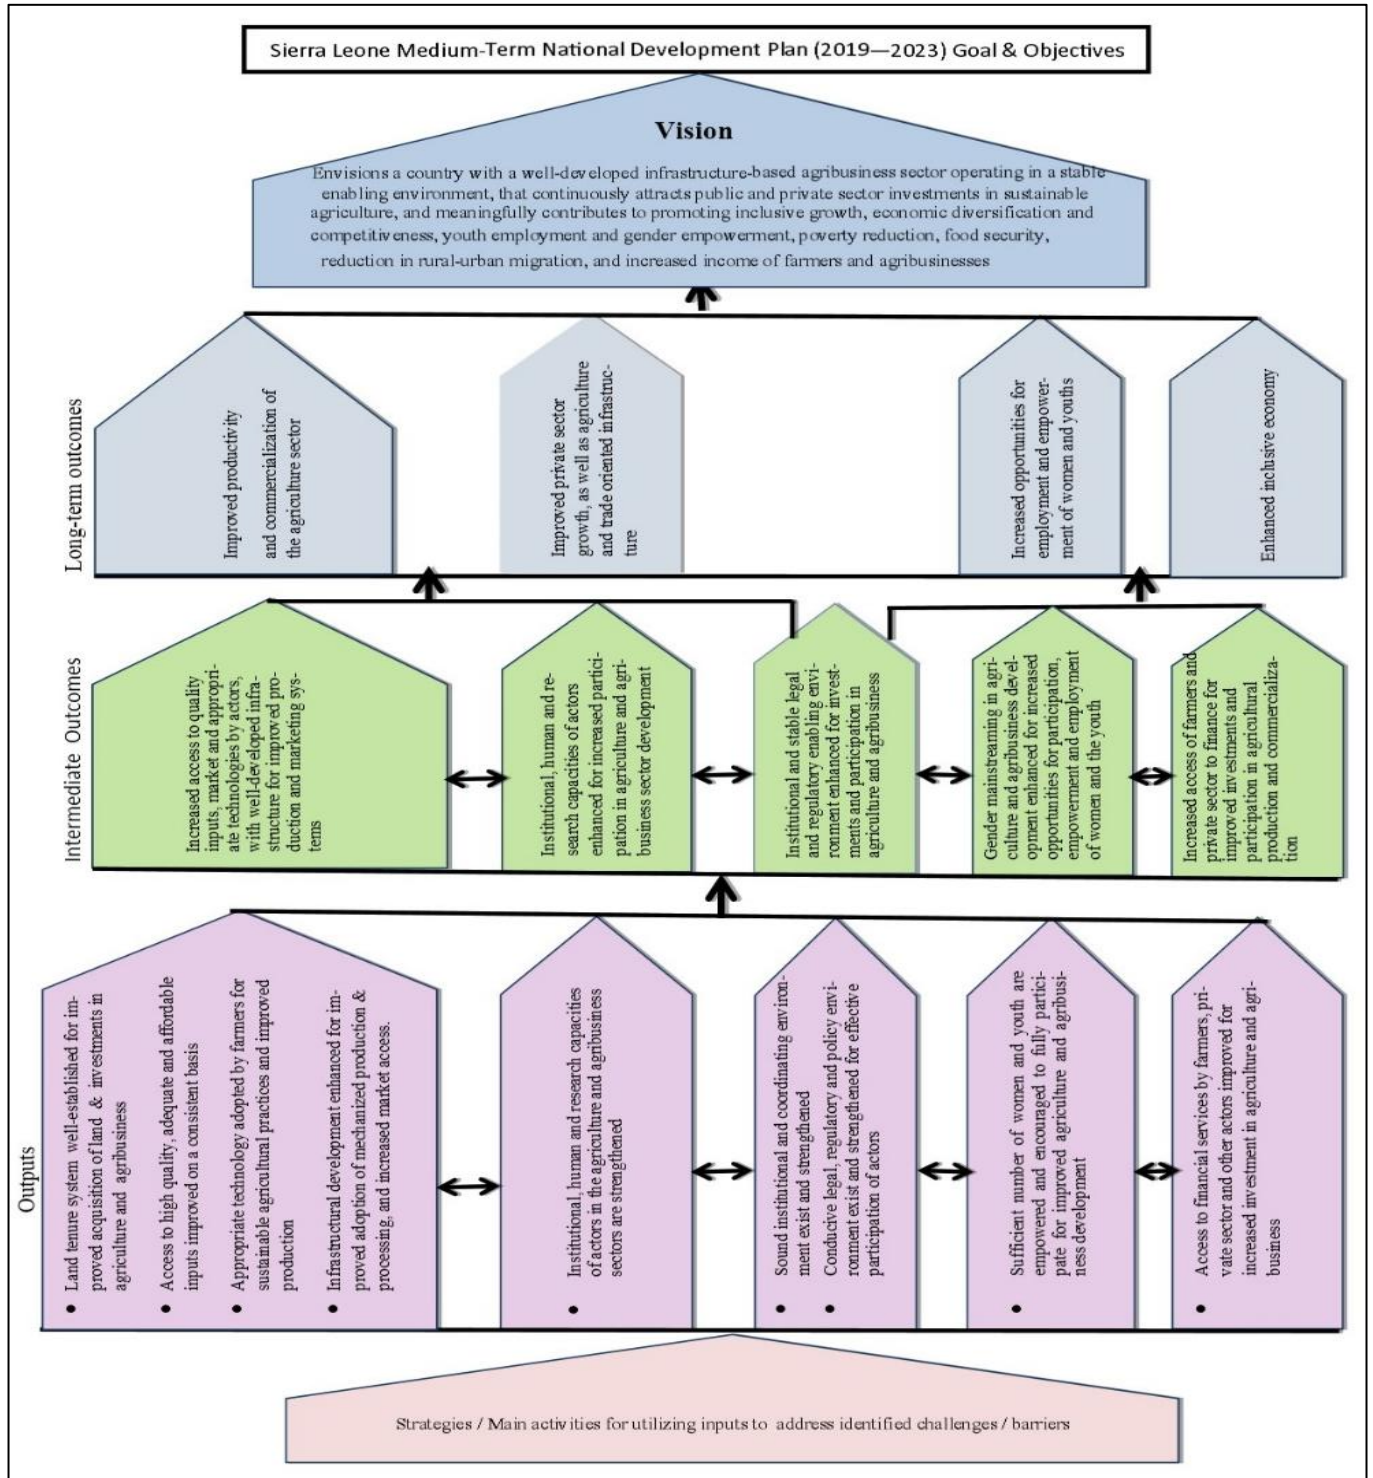 Sierra Leone Medium-Term National Development Plan (2019—2023) Goal & Objectives
Vision
Envisions a country with a well-developed infrastructure-based agribusiness sector operating in a stable
enabling environment, that continuously attracts public and private sector investments in sustainable
agriculture, and meaningfully contributes to promoting inclusive growth, economic diversification and
competitiveness, youth employment and gender empowerment, poverty reduction, food security,
reduction in rural-urban migration, and increased income of farmers and agribusinesses
Long-term outcomes
Improved productivity
and commercialization of
the agriculture sector
Improved private sector
growth, as well as agriculture
and trade oriented infrastruc-
ture
Increased opportunities for
employment and empower-
ment of women and youths
Enhanced inclusive economy
Intermediate Outcomes
Increased access to quality
inputs, market and appropri-
ate technologies by actors,
with well-developed infra-
structure for improved pro-
duction and marketing sys-
tems
Institutional, human and re-
search capacities of actors
enhanced for increased partici-
pation in agriculture and agri-
business sector development
Institutional and stable legal
and regulatory enabling envi-
ronment enhanced for invest-
ments and participation in
agriculture and agribusiness
Gender mainstreaming in agri-
culture and agribusiness devel-
opment enhanced for increased
opportunities for participation,
empowerment and employment
of women and the youth
Increased access of farmers and
private sector to finance for
improved investments and
participation in agricultural
production and commercializa-
tion
Outputs
● Land tenure system well-established for im-
proved acquisition of land & investments in
agriculture and agribusiness
● Access to high quality, adequate and affordable
inputs improved on a consistent basis
● Appropriate technology adopted by farmers for
sustainable agricultural practices and improved
production
● Infrastructural development enhanced for im-
proved adoption of mechanized production &
processing, and increased market access.
● Institutional, human and research capacities
of actors in the agriculture and agribusiness
sectors are strengthened
● Sound institutional and coordinating environ-
ment exist and strengthened
● Conducive legal, regulatory and policy envi-
ronment exist and strengthened for effective
participation of actors
● Sufficient number of women and youth are
empowered and encouraged to fully partici-
pate for improved agriculture and agribusi-
ness development
● Access to financial services by farmers, pri-
vate sector and other actors improved for
increased investment in agriculture and agri-
business
Strategies / Main activities for utilizing inputs to address identified challenges / barriers